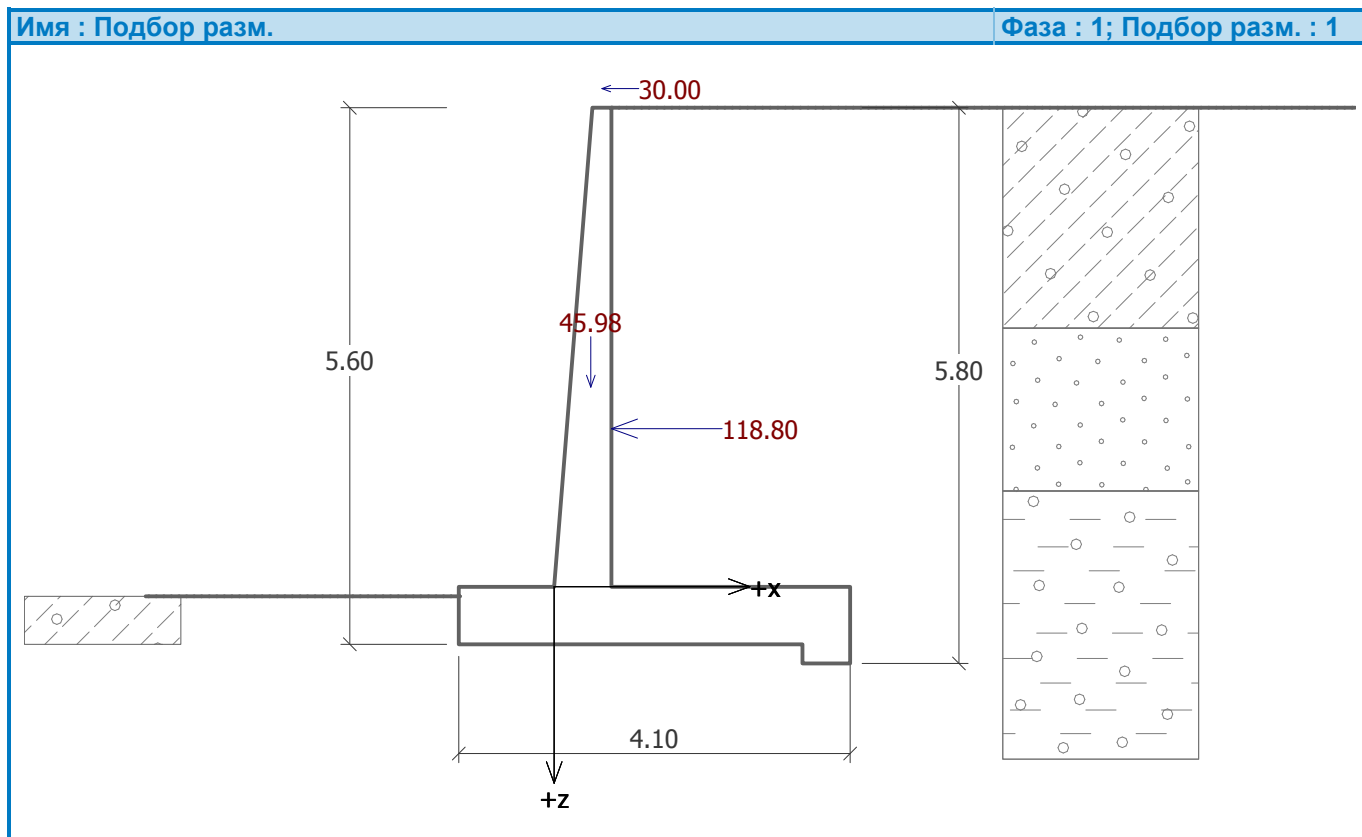 Имя : Подбор разм.
Фаза : 1; Подбор разм. : 1
30.00
45.98
5.60
5.80
118.80
+x
4.10
+z